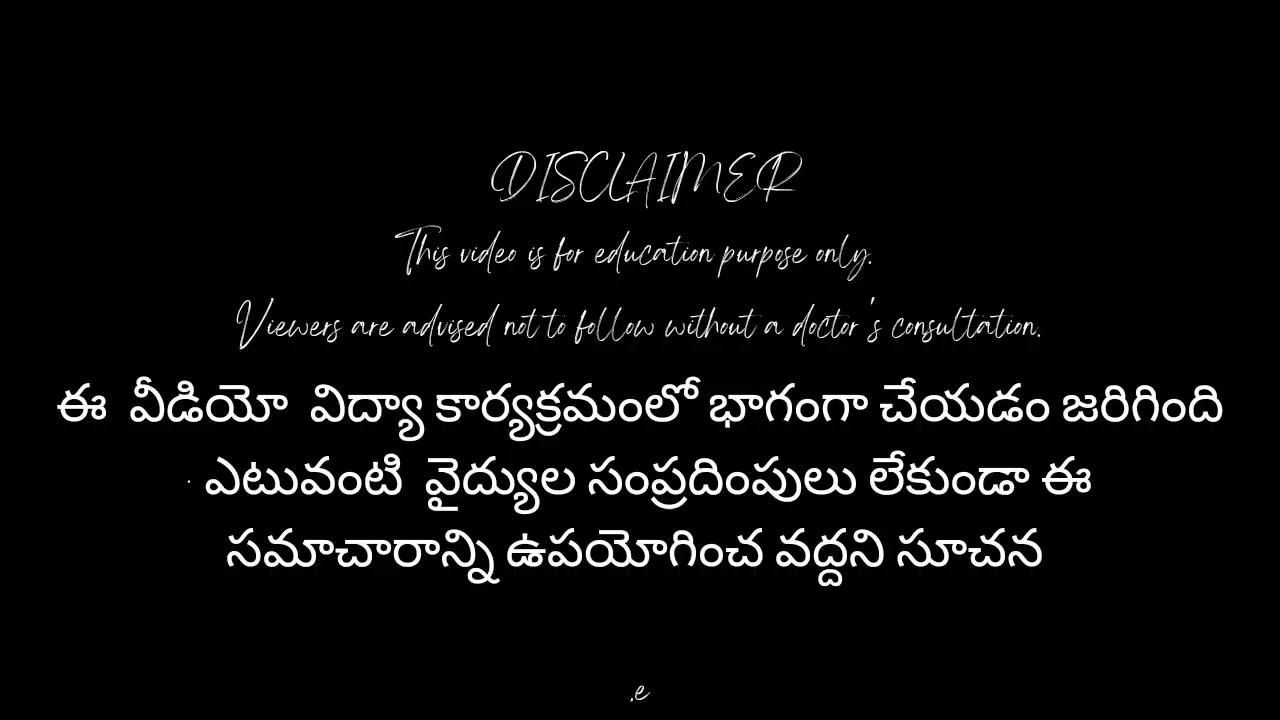 DISCLAIMER
This video is for education purpose only.
Viewers are advised not to follow without a doctor's consultation.
ఈ వీడియో విద్యా కార్యక్రమంలో భాగంగా చేయడం జరిగింది
. ఎటువంటి వైద్యుల సంప్రదింపులు లేకుండా ఈ
సమాచారాన్ని ఉపయోగించ వద్దని సూచన
.e